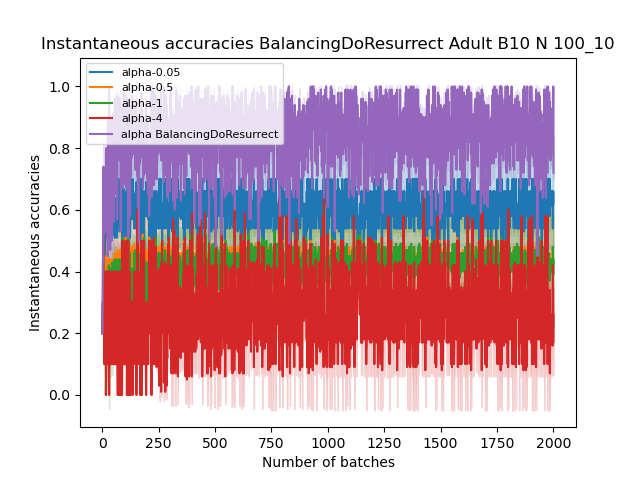 Instantaneous accuracies BalancingDoResurrect Adult B10 N 100_10
alpha-0.05
alpha-0.5
alpha-1
alpha-4
alpha BalancingDoResurrect
1.0
0.8
0.6
0.4
0.2
0.0
Instantaneous accuracies
0 250 500 750 1000 1250 1500 1750 2000
Number of batches